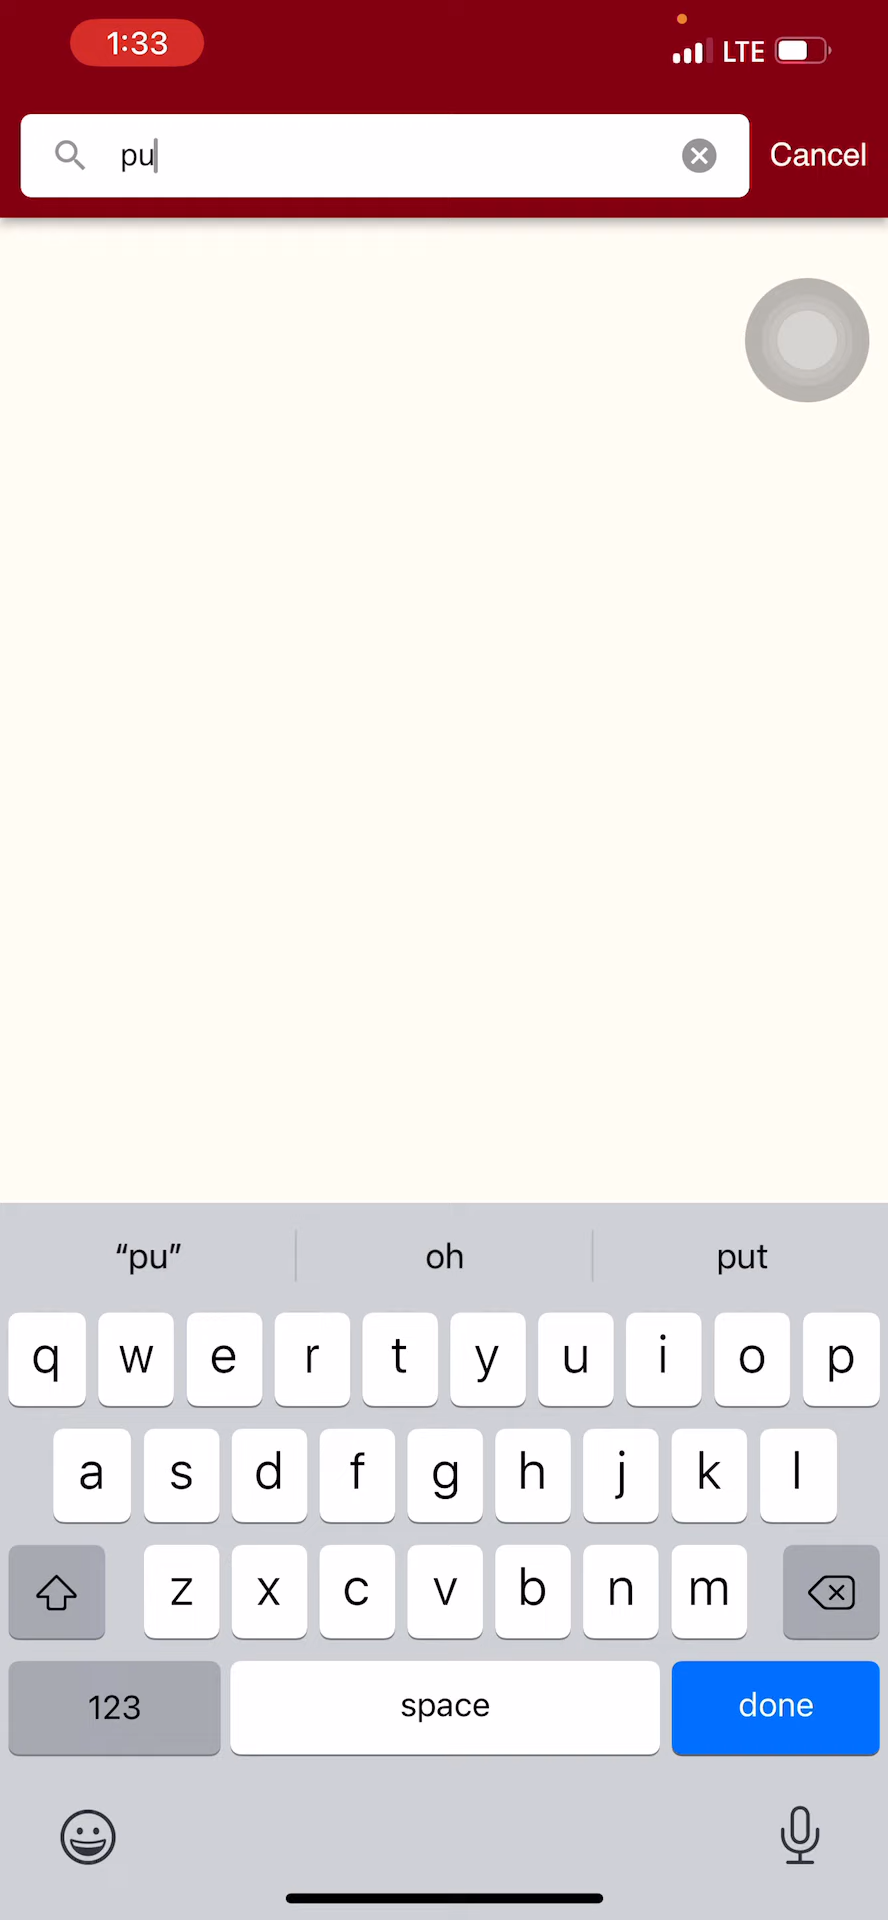 1:33
LTE
pu
Cancel
“pu” oh put
q w e r t y u i o p
a s d f g h j k l
z x c v b n m
123 space done